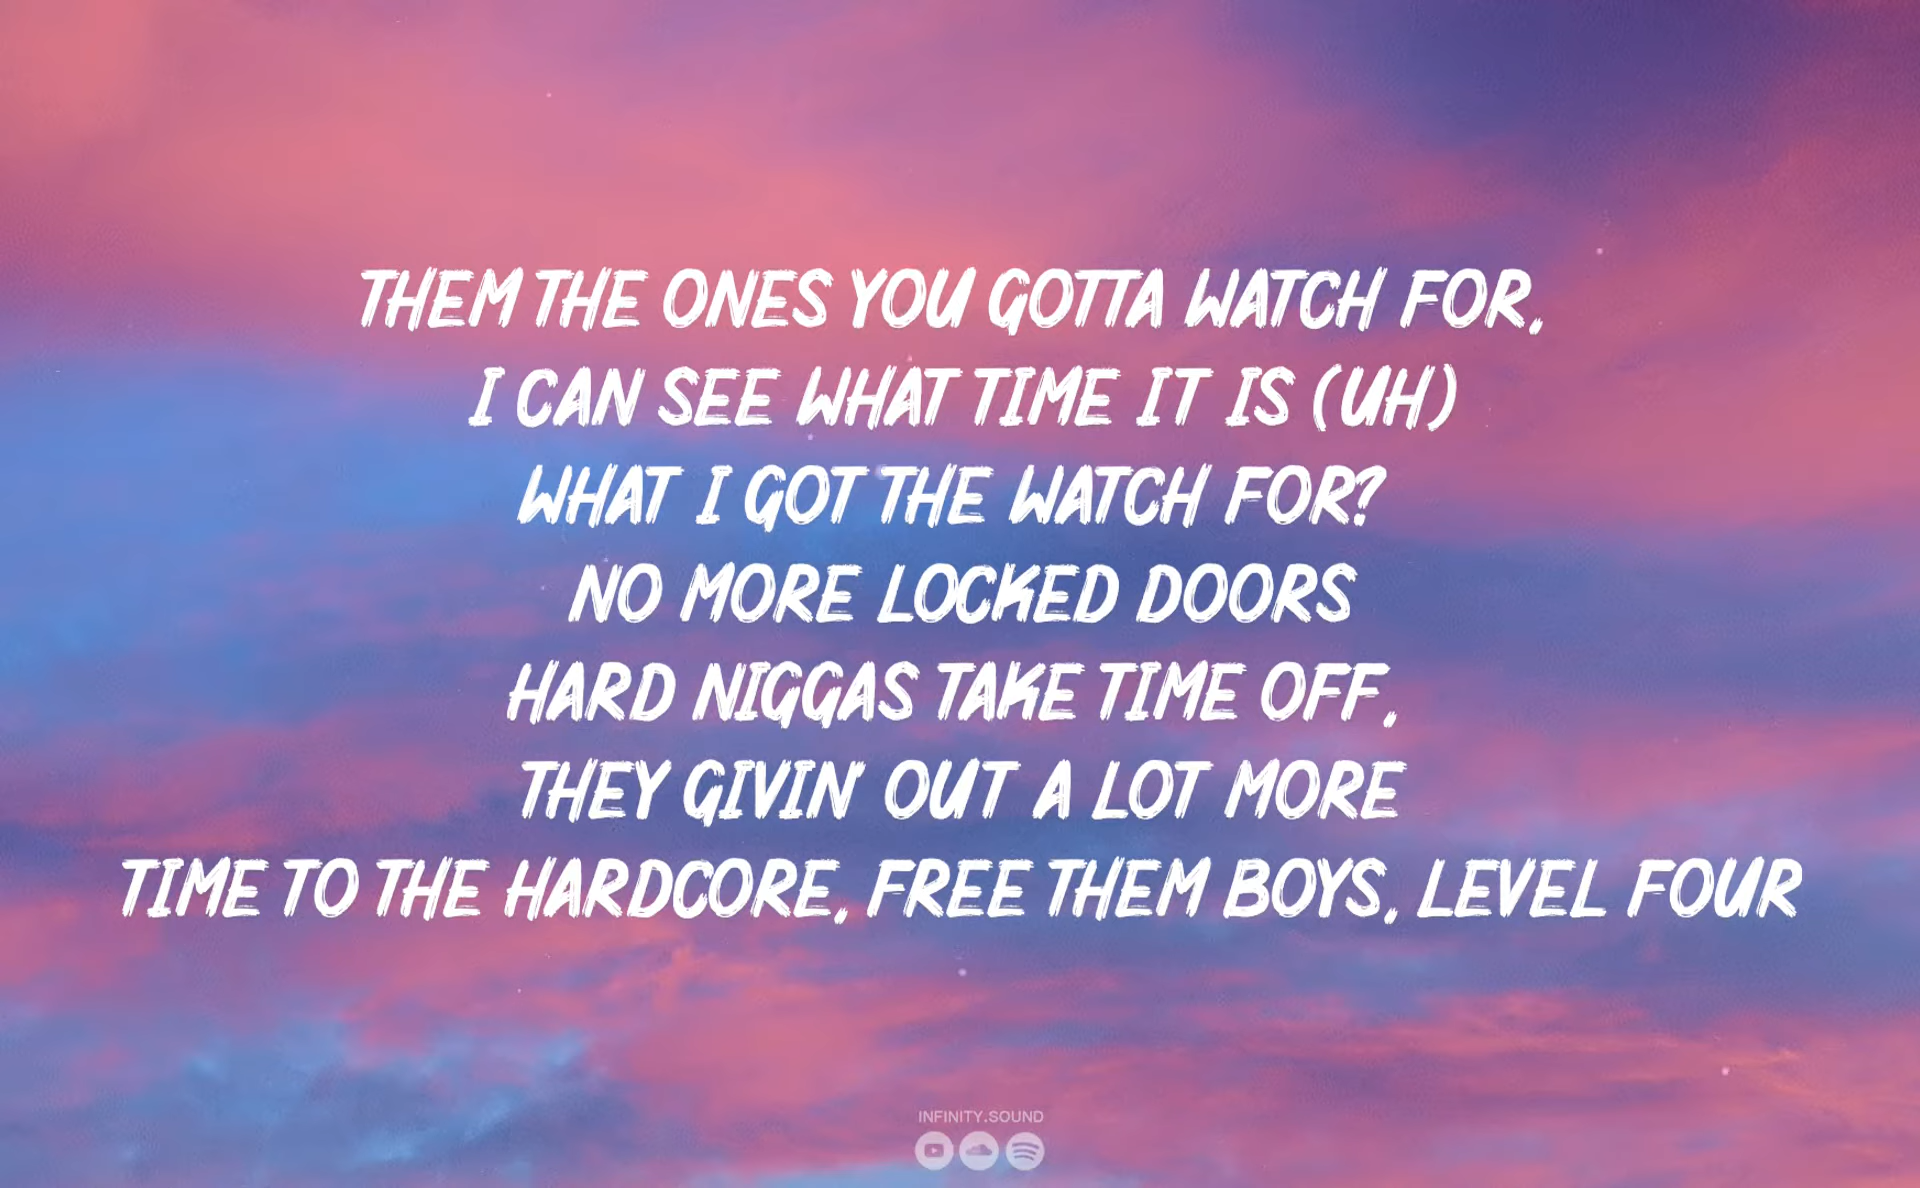 THEM THE ONES YOU GOTTA WATCH FOR,
I CAN SEE WHAT TIME IT IS (UH)
WHAT I GOT THE WATCH FOR?
NO MORE LOCKED DOORS
HARD NIGGAS TAKE TIME OFF,
THEY GIVIN' OUT A LOT MORE
TIME TO THE HARDCORE, FREE THEM BOYS, LEVEL FOUR
INFINITY.SOUND